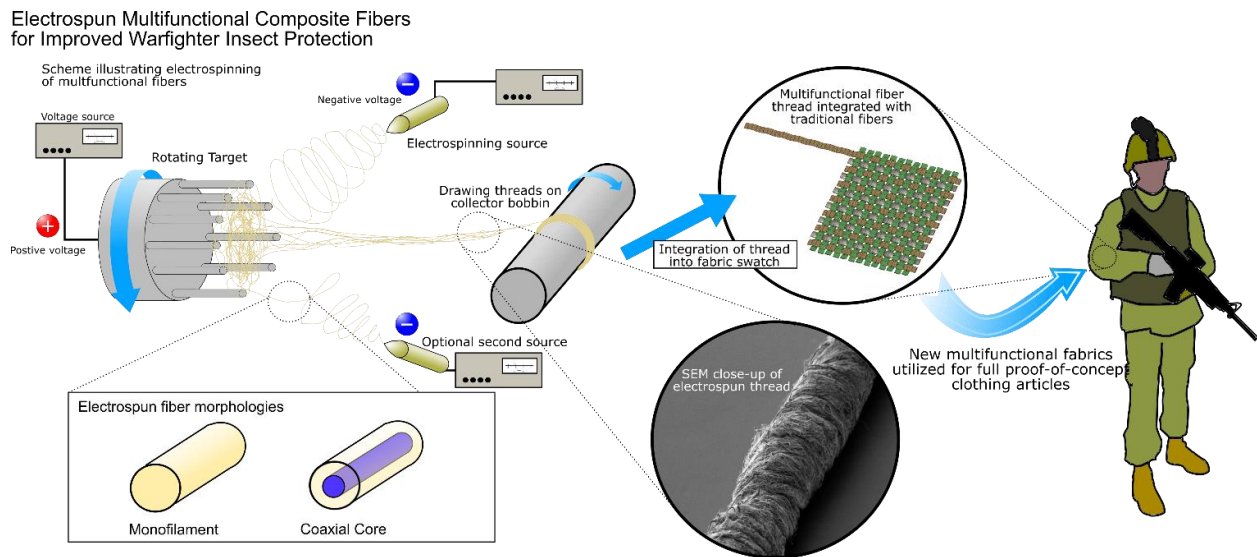 Electrospun Multifunctional Composite Fibers
for Improved Warfighter Insect Protection
Scheme illustrating electrospinning
of multfunctional fibers
Voltage source
Rotating Target
+
Postive voltage
Negative voltage
−
Electrospinning source
Drawing threads on
collector bobbin
−
Optional second source
Integration of thread
into fabric swatch
Multifunctional fiber
thread integrated with
traditional fibers
SEM close-up of
electrospun thread
New multifunctional fabrics
utilized for full proof-of-concept
clothing articles
Electrospun fiber morphologies
Monofilament
Coaxial Core